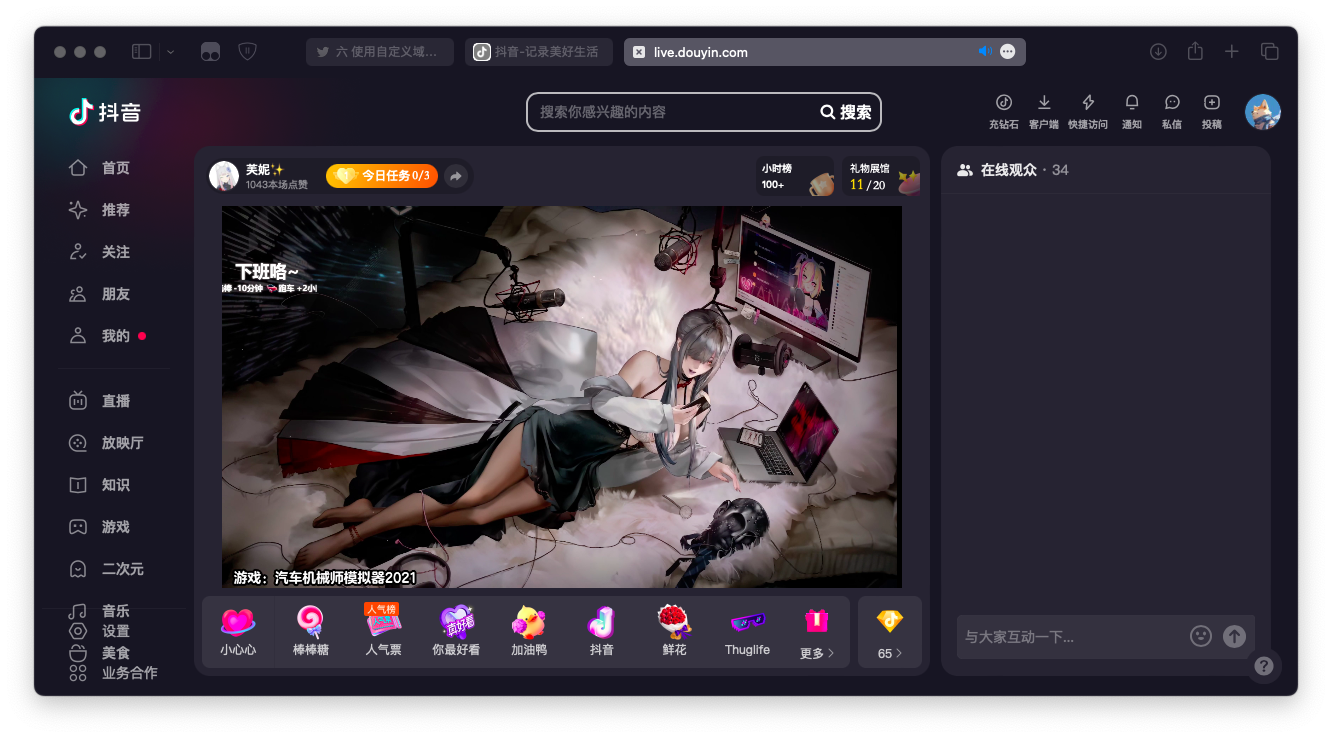 六 使用自定义域...
抖音-记录美好生活
live.douyin.com
抖音
搜索你感兴趣的内容
搜索
充钻石
客户端
快捷访问
通知
私信
投稿
首页
推荐
关注
朋友
我的
直播
放映厅
知识
游戏
二次元
音乐
设置
美食
业务合作
芙妮✨
1043本场点赞
今日任务 0/3
小时榜
100+
礼物展馆
11/20
下班咯~
棒 -10分钟 跑车 +2小
游戏：汽车机械师模拟器2021
小心心
棒棒糖
人气榜
人气票
真好看
你最好看
加油鸭
抖音
鲜花
Thuglife
更多
65
在线观众 · 34
与大家互动一下...